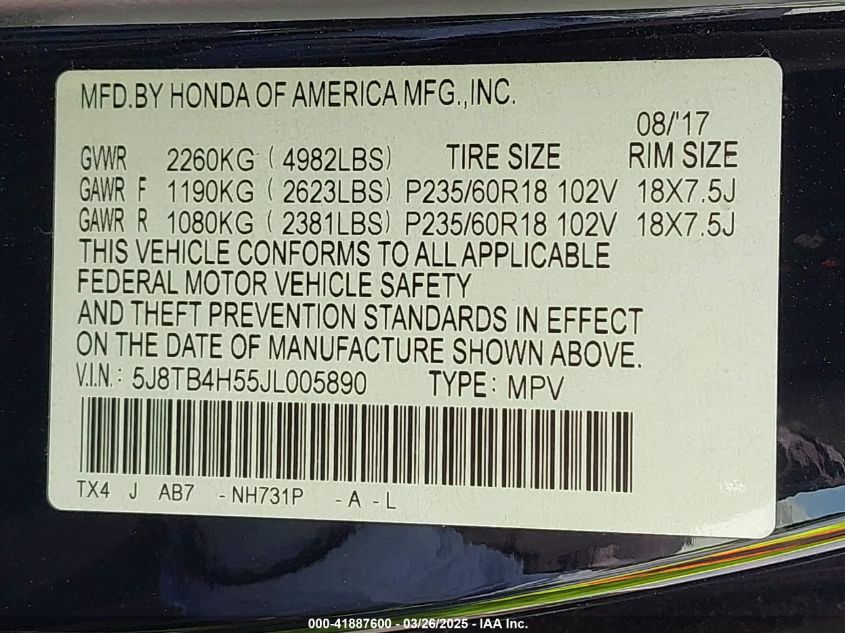 MFD.BY HONDA OF AMERICA MFG.,INC.
08/'17
GVWR 2260KG ( 4982LBS) TIRE SIZE RIM SIZE
GAWR F 1190KG ( 2623LBS) P235/60R18 102V 18X7.5J
GAWR R 1080KG ( 2381LBS) P235/60R18 102V 18X7.5J
THIS VEHICLE CONFORMS TO ALL APPLICABLE
FEDERAL MOTOR VEHICLE SAFETY
AND THEFT PREVENTION STANDARDS IN EFFECT
ON THE DATE OF MANUFACTURE SHOWN ABOVE.
V.I.N. : 5J8TB4H55JL005890 TYPE: MPV
TX4 J AB7 -NH731P -A -L
000-41887600 - 03/26/2025 - IAA Inc.